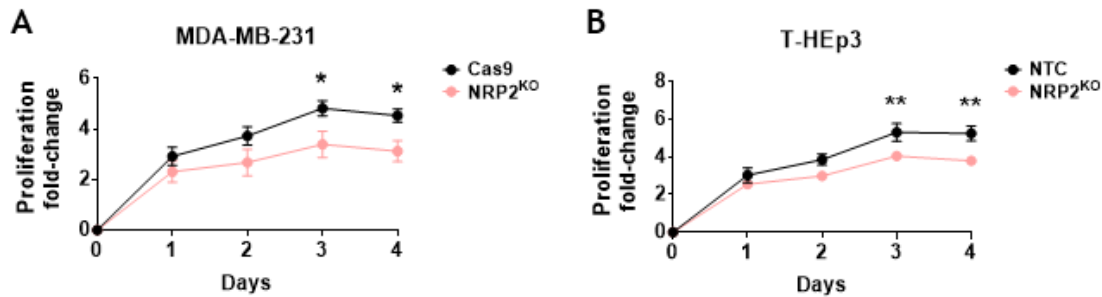 A
MDA-MB-231
Proliferation
fold-change
6
4
2
0
* *
0 1 2 3 4
Days
Cas9
NRP2KO
B
T-HEp3
Proliferation
fold-change
8
6
4
2
0
** **
0 1 2 3 4
Days
NTC
NRP2KO